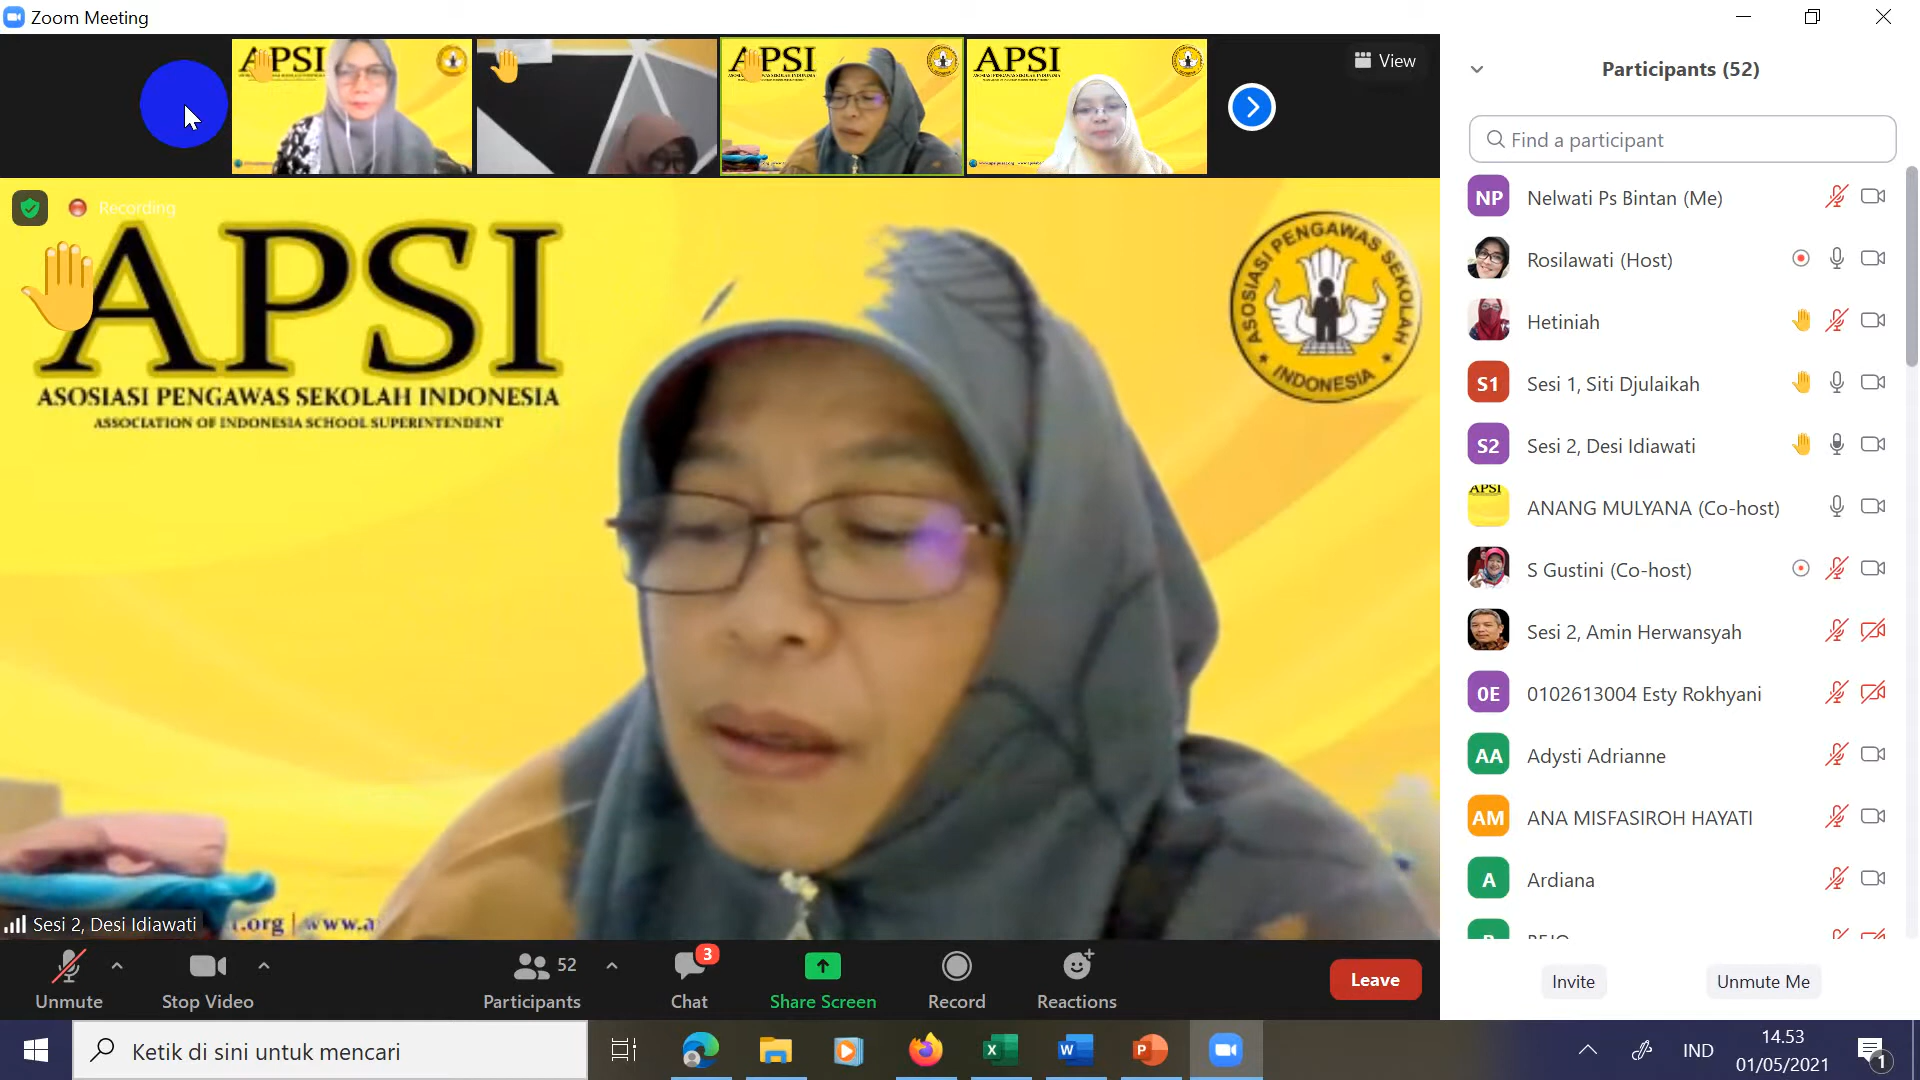 Zoom Meeting
APSI
APSI
APSI
View
Recording
APSI
ASOSIASI PENGAWAS SEKOLAH INDONESIA
ASSOCIATION OF INDONESIA SCHOOL SUPERINTENDENT
ASOSIASI PENGAWAS SEKOLAH
INDONESIA
Sesi 2, Desi Idiawati
.org | www.a
Unmute
Stop Video
52
Participants
3
Chat
Share Screen
Record
Reactions
Leave
Participants (52)
Find a participant
NP Nelwati Ps Bintan (Me)
Rosilawati (Host)
Hetiniah
S1 Sesi 1, Siti Djulaikah
S2 Sesi 2, Desi Idiawati
APSI ANANG MULYANA (Co-host)
S Gustini (Co-host)
Sesi 2, Amin Herwansyah
0E 0102613004 Esty Rokhyani
AA Adysti Adrianne
AM ANA MISFASIROH HAYATI
A Ardiana
Invite
Unmute Me
Ketik di sini untuk mencari
IND
14.53
01/05/2021
1